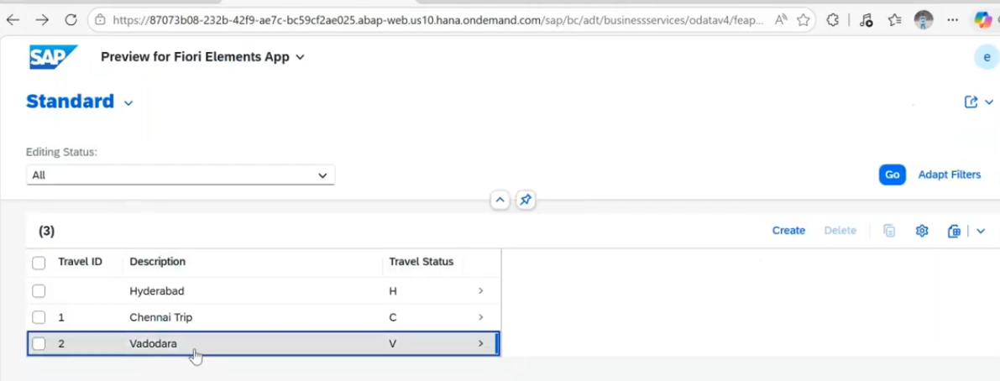 https://87073b08-232b-42f9-ae7c-bc59cf2ae025.abap-web.us10.hana.ondemand.com/sap/bc/adt/businessservices/odatav4/feap...
SAP Preview for Fiori Elements App e
Standard
Editing Status:
All
Go Adapt Filters
(3) Create Delete
Travel ID Description Travel Status
Hyderabad H
1 Chennai Trip C
2 Vadodara V